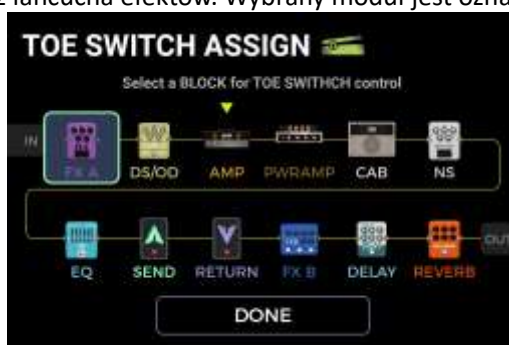 z łańcucha efektów. Wybrany moduł jest ozna
TOE SWITCH ASSIGN
Select a BLOCK for TOE SWITHCH control
IN
FX A DS/OD AMP PWRAMP CAB NS
OUT
EQ SEND RETURN FX B DELAY REVERB
DONE